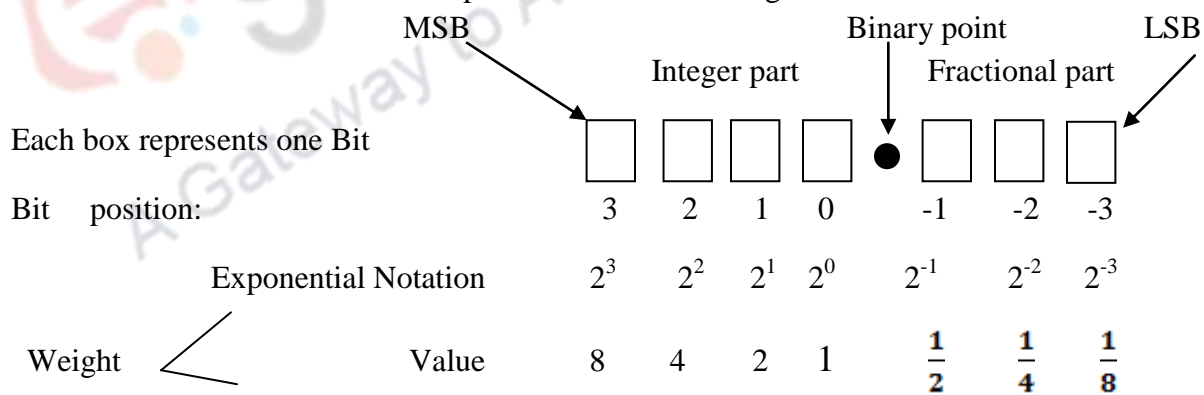 MSB Binary point LSB
Integer part Fractional part
Each box represents one Bit
Bit position: 3 2 1 0 -1 -2 -3
Exponential Notation 2^3 2^2 2^1 2^0 2^-1 2^-2 2^-3
Weight Value 8 4 2 1 1/2 1/4 1/8
A Gateway to A